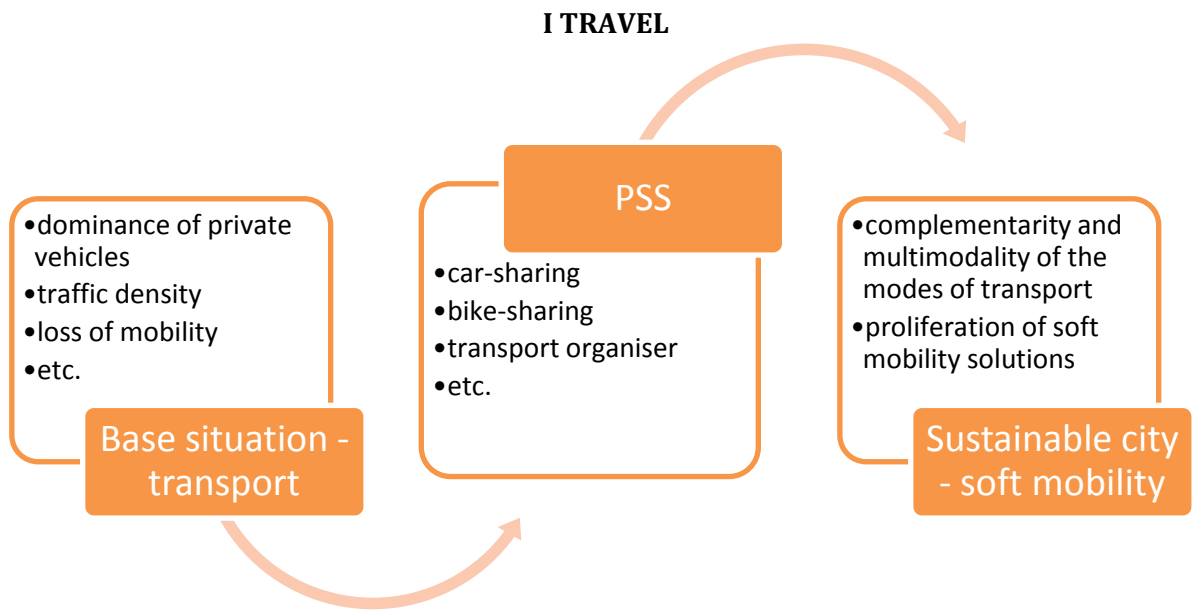 I TRAVEL
•dominance of private
vehicles
•traffic density
•loss of mobility
•etc.
Base situation -
transport
PSS
•car-sharing
•bike-sharing
•transport organiser
•etc.
•complementarity and
multimodality of the
modes of transport
•proliferation of soft
mobility solutions
Sustainable city
- soft mobility